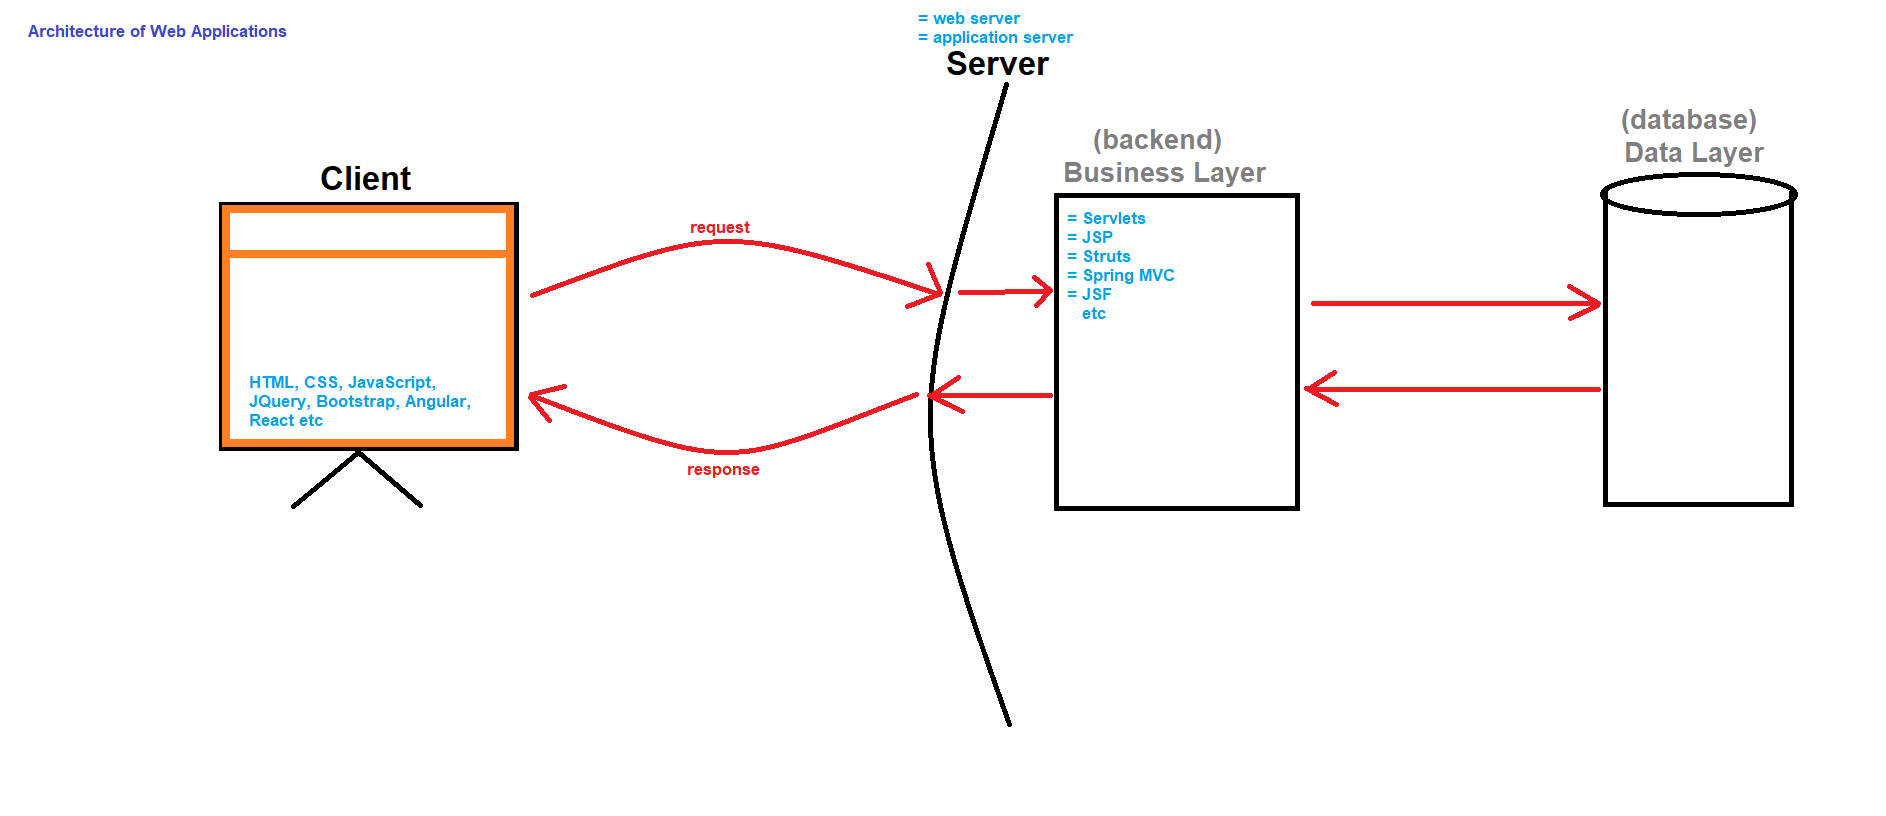 Architecture of Web Applications
= web server
= application server
Server
Client
HTML, CSS, JavaScript,
JQuery, Bootstrap, Angular,
React etc
request
response
(backend)
Business Layer
= Servlets
= JSP
= Struts
= Spring MVC
= JSF
etc
(database)
Data Layer